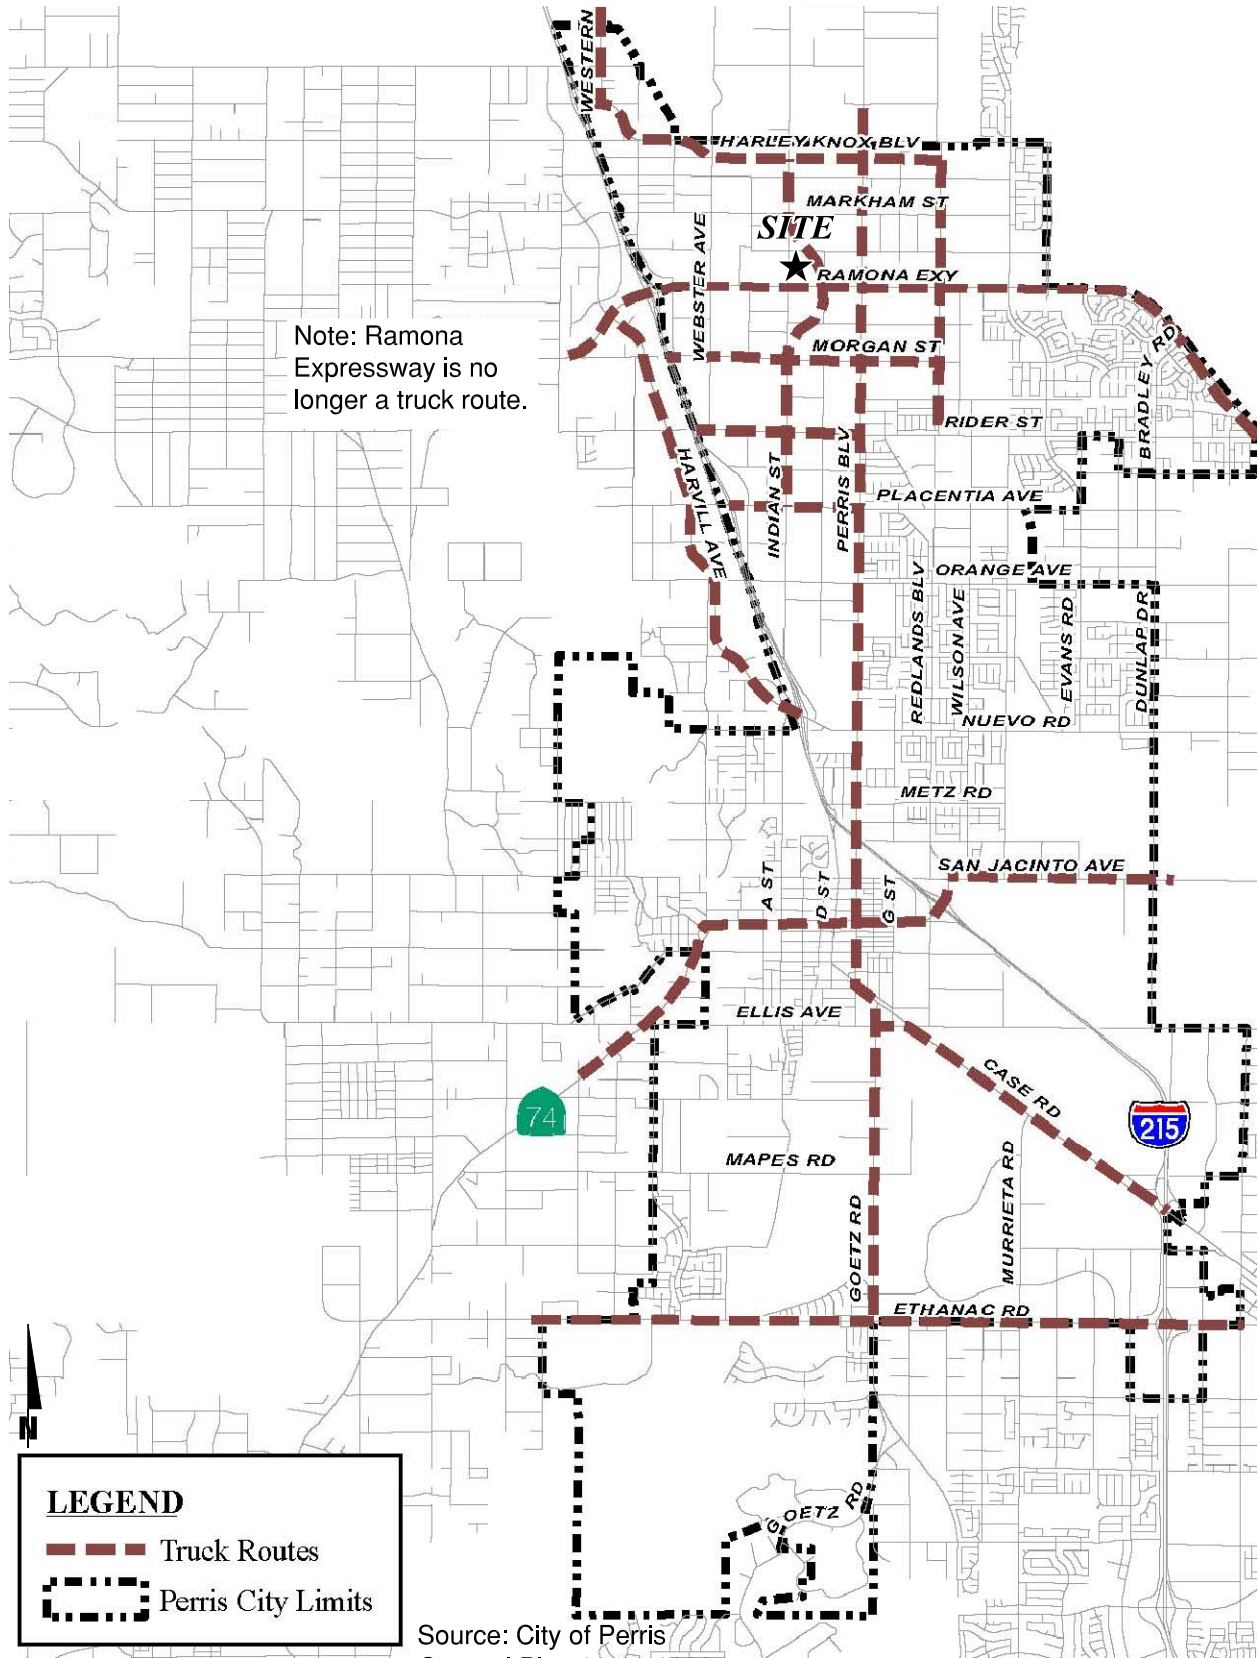 WESTERN
HARLEY KNOX BLV
MARKHAM ST
SITE
WEBSTER AVE
RAMONA EXY
Note: Ramona
Expressway is no
longer a truck route.
MORGAN ST
BRADLEY RD
RIDER ST
HARVILL AVE
INDIAN ST
PERRIS BLV
PLACENTIA AVE
ORANGE AVE
REDLANDS BLV
WILSON AVE
EVANS RD
DUNLAP DR
NUEVO RD
METZ RD
SAN JACINTO AVE
A ST
D ST
G ST
ELLIS AVE
CASE RD
74
215
MAPES RD
MURRIETA RD
GOETZ RD
ETHANAC RD
N
GOETZ RD
LEGEND
Truck Routes
Perris City Limits
Source: City of Perris